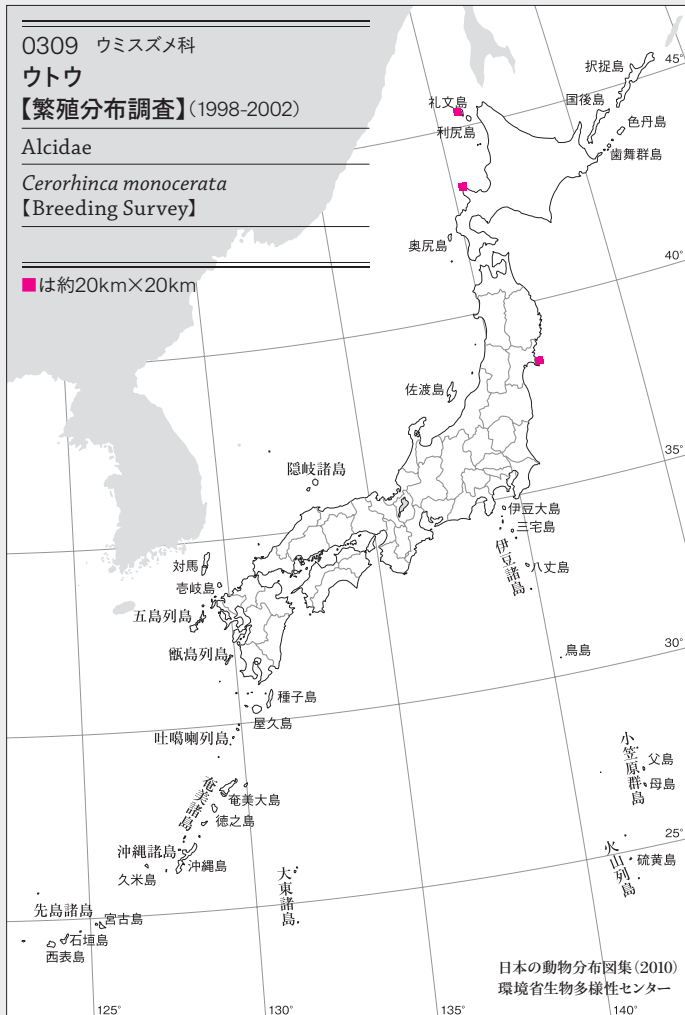 0309 ウミスズメ科
ウトウ
【繁殖分布調査】(1998-2002)
Alcidae
Cerorhinca monocerata
【Breeding Survey】
■は約20km×20km
45°
択捉島
礼文島
国後島
色丹島
利尻島
歯舞群島
奥尻島
40°
佐渡島
35°
隠岐諸島
伊豆大島
三宅島
伊豆諸島
八丈島
対馬
壱岐島
五島列島
甑島列島
鳥島
30°
種子島
屋久島
吐噶喇列島
小笠原群島
父島
母島
奄美諸島
奄美大島
徳之島
25°
沖縄諸島
沖縄島
久米島
火山列島
硫黄島
大東諸島
先島諸島
宮古島
石垣島
西表島
日本の動物分布図集(2010)
環境省生物多様性センター
125°
130°
135°
140°